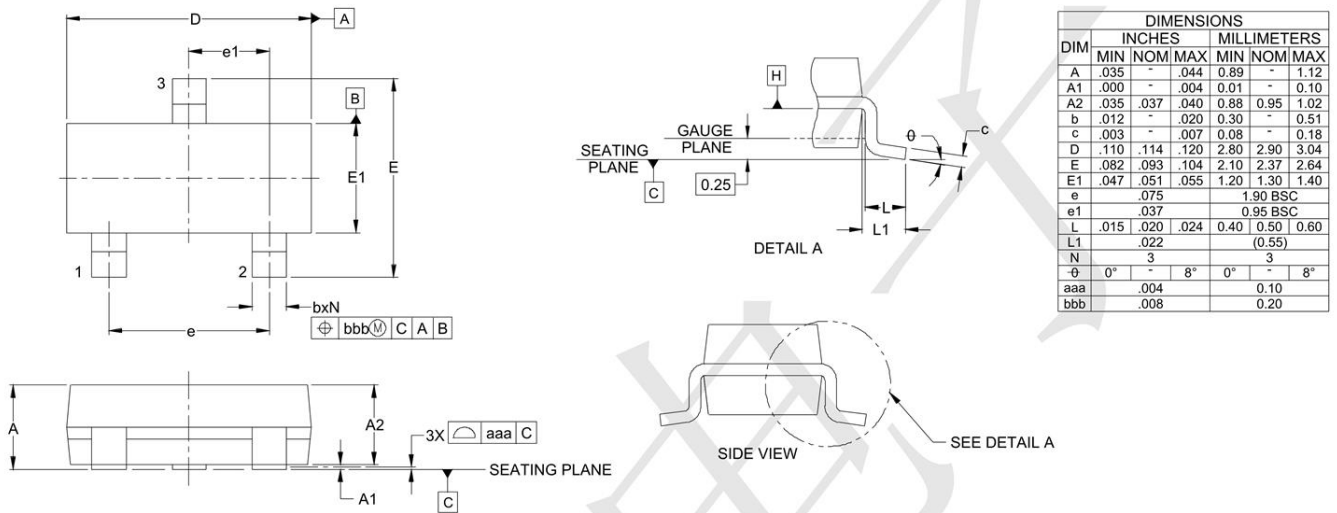 D
A
e1
3
B
E1
E
1
2
bxN
e
⌖ bbbⓂ C A B
A
A2
3X ⌓ aaa C
SEATING PLANE
A1
C
H
GAUGE
PLANE
SEATING
PLANE
C
0.25
θ
c
L
L1
DETAIL A
SIDE VIEW
SEE DETAIL A
DIMENSIONS
DIM INCHES MILLIMETERS
MIN NOM MAX MIN NOM MAX
A .035 - .044 0.89 - 1.12
A1 .000 - .004 0.01 - 0.10
A2 .035 .037 .040 0.88 0.95 1.02
b .012 - .020 0.30 - 0.51
c .003 - .007 0.08 - 0.18
D .110 .114 .120 2.80 2.90 3.04
E .082 .093 .104 2.10 2.37 2.64
E1 .047 .051 .055 1.20 1.30 1.40
e .075 1.90 BSC
e1 .037 0.95 BSC
L .015 .020 .024 0.40 0.50 0.60
L1 .022 (0.55)
N 3 3
θ 0° - 8° 0° - 8°
aaa .004 0.10
bbb .008 0.20